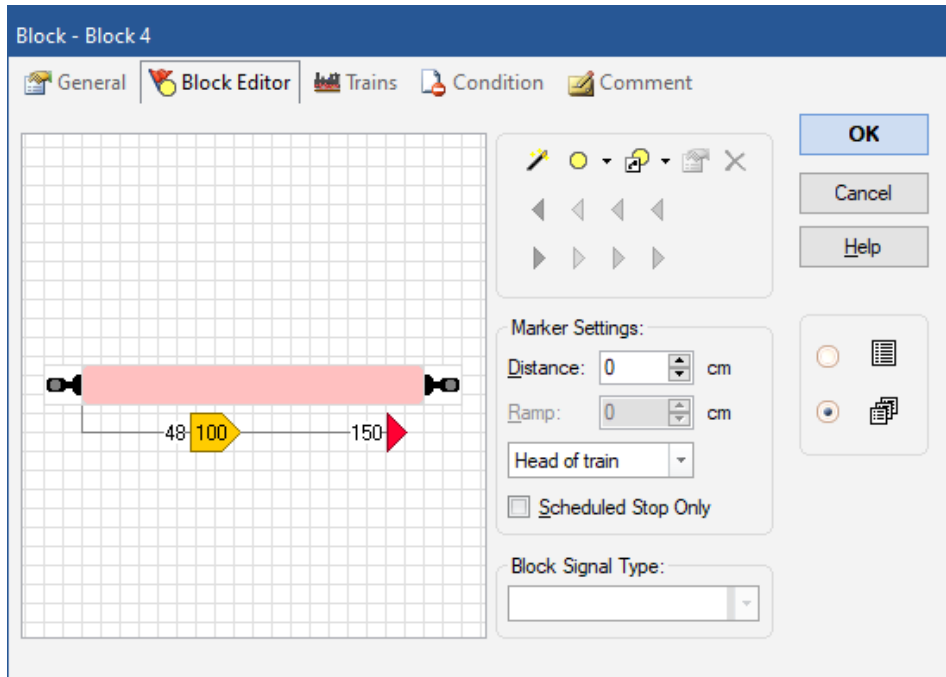 Block - Block 4
General Block Editor Trains Condition Comment
OK
Cancel
Help
Marker Settings:
Distance: 0 cm
Ramp: 0 cm
Head of train
Scheduled Stop Only
Block Signal Type:
48 100 150